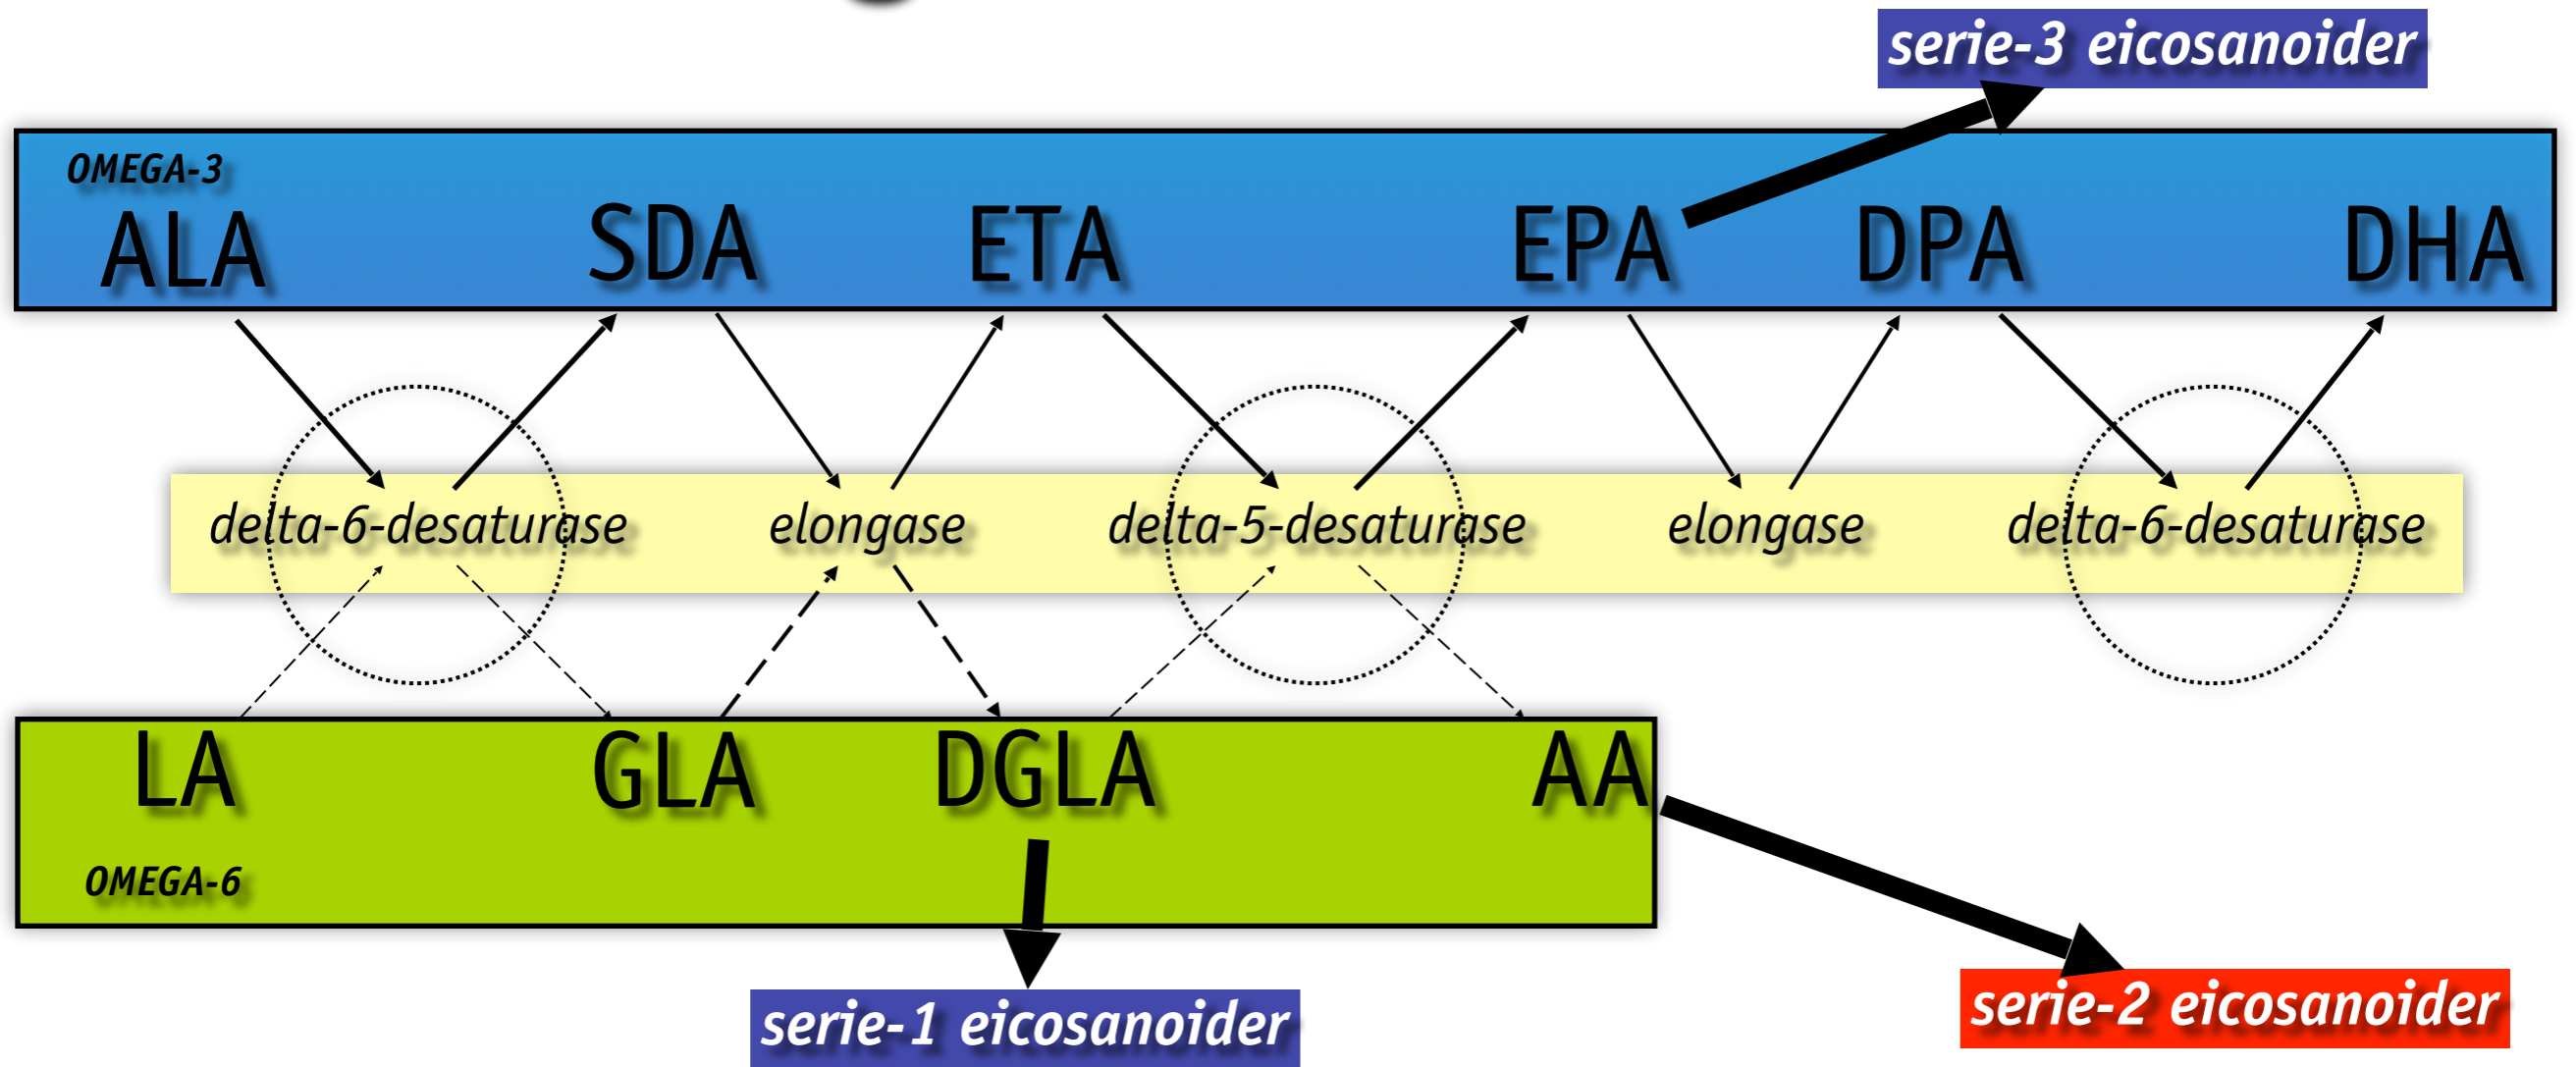 serie-3 eicosanoider
OMEGA-3
ALA SDA ETA EPA DPA DHA
delta-6-desaturase elongase delta-5-desaturase elongase delta-6-desaturase
LA GLA DGLA AA
OMEGA-6
serie-1 eicosanoider
serie-2 eicosanoider